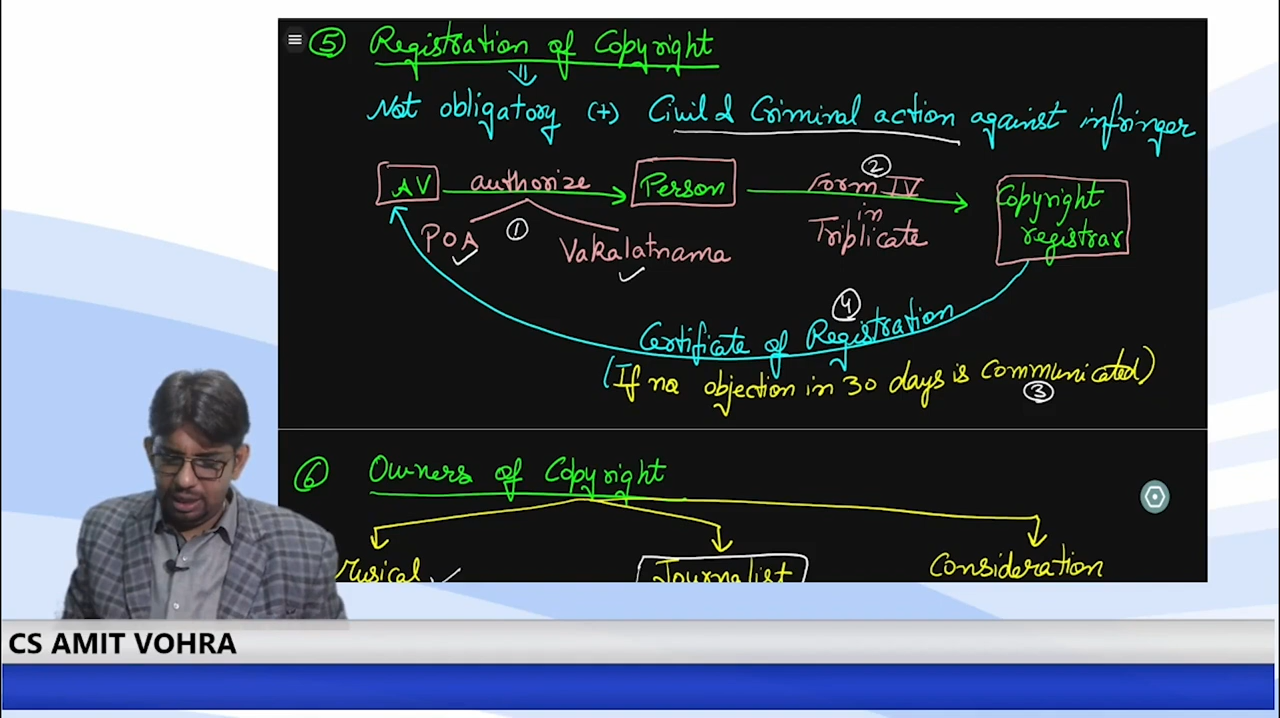 ⑤ Registration of Copyright
Not obligatory (+) Civil & Criminal action against infringer
AV authorize Person Form IV ② in Triplicate Copyright registrar
POA ① Vakalatnama
④
Certificate of Registration
(If no objection in 30 days is communicated)
③
⑥ Owners of Copyright
Musical Journalist Consideration
CS AMIT VOHRA